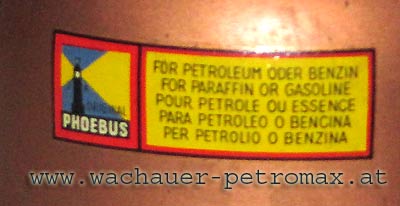 ORIGINAL
PHOEBUS
FÜR PETROLEUM ODER BENZIN
FOR PARAFFIN OR GASOLINE
POUR PETROLE OU ESSENCE
PARA PETROLEO O BENCINA
PER PETROLIO O BENZINA
www.wachauer-petromax.at